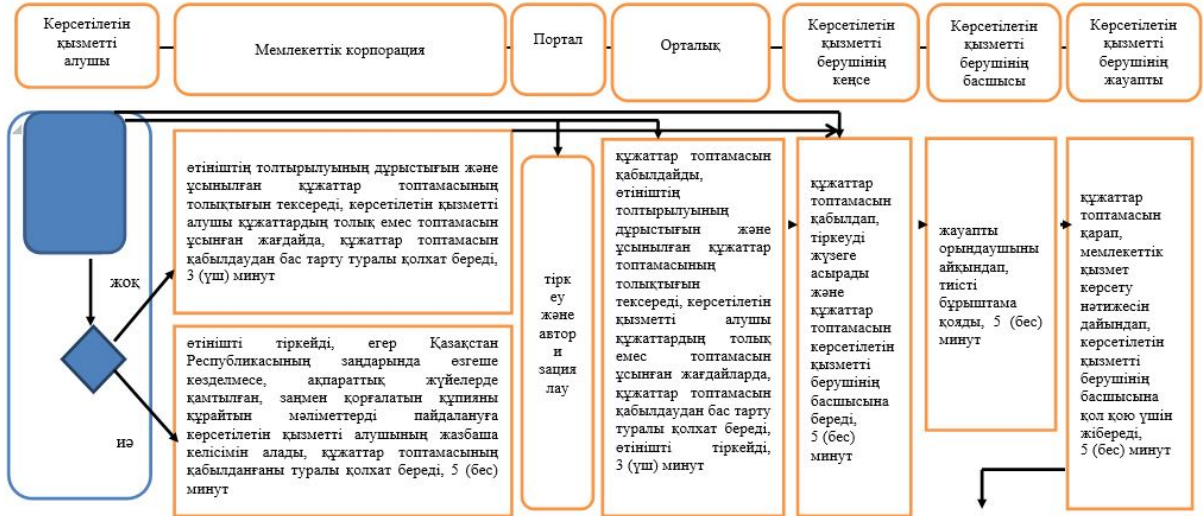 Көрсетілетін
қызметті
алушы
Мемлекеттік корпорация
Портал
Орталық
Көрсетілетін
қызметті
берушінің
кеңсе
Көрсетілетін
қызметті
берушінің
басшысы
Көрсетілетін
қызметті
берушінің
жауапты
жоқ
иә
өтініштің толтырылуының дұрыстығын және
ұсынылған құжаттар топтамасының
толықтығын тексереді, көрсетілетін қызметті
алушы құжаттардың толық емес топтамасын
ұсынған жағдайда, құжаттар топтамасын
қабылдаудан бас тарту туралы қолхат береді,
3 (үш) минут
өтінішті тіркейді, егер Қазақстан
Республикасының заңдарында өзгеше
көзделмесе, ақпараттық жүйелерде
қамтылған, заңмен қорғалатын құпияны
құрайтын мәліметтерді пайдалануға
көрсетілетін қызметті алушының жазбаша
келісімін алады, құжаттар топтамасының
қабылданғаны туралы қолхат береді, 5 (бес)
минут
тірк
еу
және
автор
и
зация
лау
құжаттар топтамасын
қабылдайды,
өтініштің
толтырылуының
дұрыстығын және
ұсынылған құжаттар
топтамасының
толықтығын
тексереді, көрсетілетін
қызметті алушы
құжаттардың толық
емес топтамасын
ұсынған жағдайларда,
құжаттар топтамасын
қабылдаудан бас тарту
туралы қолхат береді,
өтінішті тіркейді,
3 (үш) минут
құжаттар
топтамасын
қабылдап,
тіркеуді
жүзеге
асырады
және
құжаттар
топтамасын
көрсетілетін
қызметті
берушінің
басшысына
береді,
5 (бес)
минут
жауапты
орындаушыны
айқындап,
тиісті
бұрыштама
қояды, 5 (бес)
минут
құжаттар
топтамасын
қарап,
мемлекеттік
қызмет
көрсету
нәтижесін
дайындап,
көрсетілетін
қызметті
берушінің
басшысына
қол қою үшін
жібереді,
5 (бес) минут